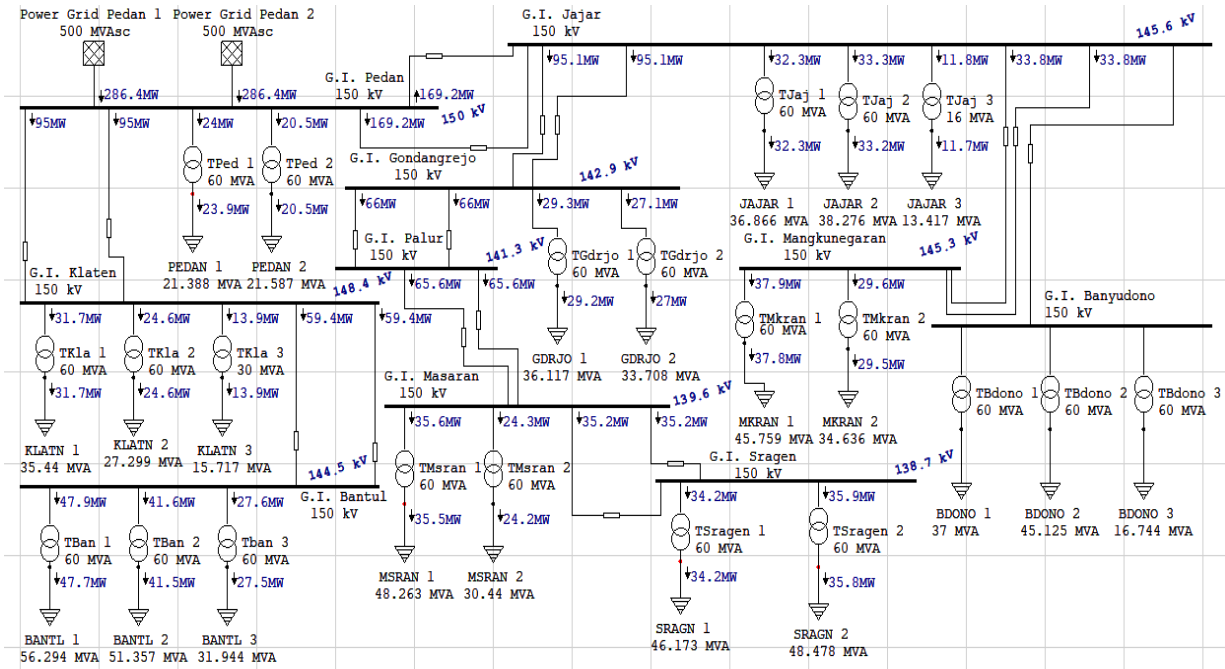 Power Grid Pedan 1
500 MVAsc
Power Grid Pedan 2
500 MVAsc
G.I. Jajar
150 kV
145.6 kV
286.4MW
286.4MW
G.I. Pedan
150 kV
150 kV
169.2MW
169.2MW
95.1MW
95.1MW
32.3MW
33.3MW
11.8MW
33.8MW
33.8MW
95MW
95MW
24MW
20.5MW
TPed 1
60 MVA
TPed 2
60 MVA
23.9MW
20.5MW
PEDAN 1
21.388 MVA
PEDAN 2
21.587 MVA
TJaj 1
60 MVA
TJaj 2
60 MVA
TJaj 3
16 MVA
32.3MW
33.2MW
11.7MW
JAJAR 1
36.866 MVA
JAJAR 2
38.276 MVA
JAJAR 3
13.417 MVA
G.I. Gondangrejo
150 kV
142.9 kV
66MW
66MW
29.3MW
27.1MW
TGdrjo 1
60 MVA
TGdrjo 2
60 MVA
29.2MW
27MW
GDRJO 1
36.117 MVA
GDRJO 2
33.708 MVA
G.I. Palur
150 kV
141.3 kV
65.6MW
65.6MW
G.I. Mangkunegaran
150 kV
145.3 kV
37.9MW
29.6MW
TMkran 1
60 MVA
TMkran 2
60 MVA
37.8MW
29.5MW
MKRAN 1
45.759 MVA
MKRAN 2
34.636 MVA
G.I. Banyudono
150 kV
TBdono 1
60 MVA
TBdono 2
60 MVA
TBdono 3
60 MVA
BDONO 1
37 MVA
BDONO 2
45.125 MVA
BDONO 3
16.744 MVA
G.I. Klaten
150 kV
148.4 kV
31.7MW
24.6MW
13.9MW
59.4MW
59.4MW
TKla 1
60 MVA
TKla 2
60 MVA
TKla 3
30 MVA
31.7MW
24.6MW
13.9MW
KLATN 1
35.44 MVA
KLATN 2
27.299 MVA
KLATN 3
15.717 MVA
G.I. Masaran
150 kV
139.6 kV
35.6MW
24.3MW
35.2MW
35.2MW
TMsran 1
60 MVA
TMsran 2
60 MVA
35.5MW
24.2MW
MSRAN 1
48.263 MVA
MSRAN 2
30.44 MVA
G.I. Sragen
150 kV
138.7 kV
34.2MW
35.9MW
TSragen 1
60 MVA
TSragen 2
60 MVA
34.2MW
35.8MW
SRAGN 1
46.173 MVA
SRAGN 2
48.478 MVA
144.5 kV
G.I. Bantul
150 kV
47.9MW
41.6MW
27.6MW
TBan 1
60 MVA
TBan 2
60 MVA
Tban 3
60 MVA
47.7MW
41.5MW
27.5MW
BANTL 1
56.294 MVA
BANTL 2
51.357 MVA
BANTL 3
31.944 MVA